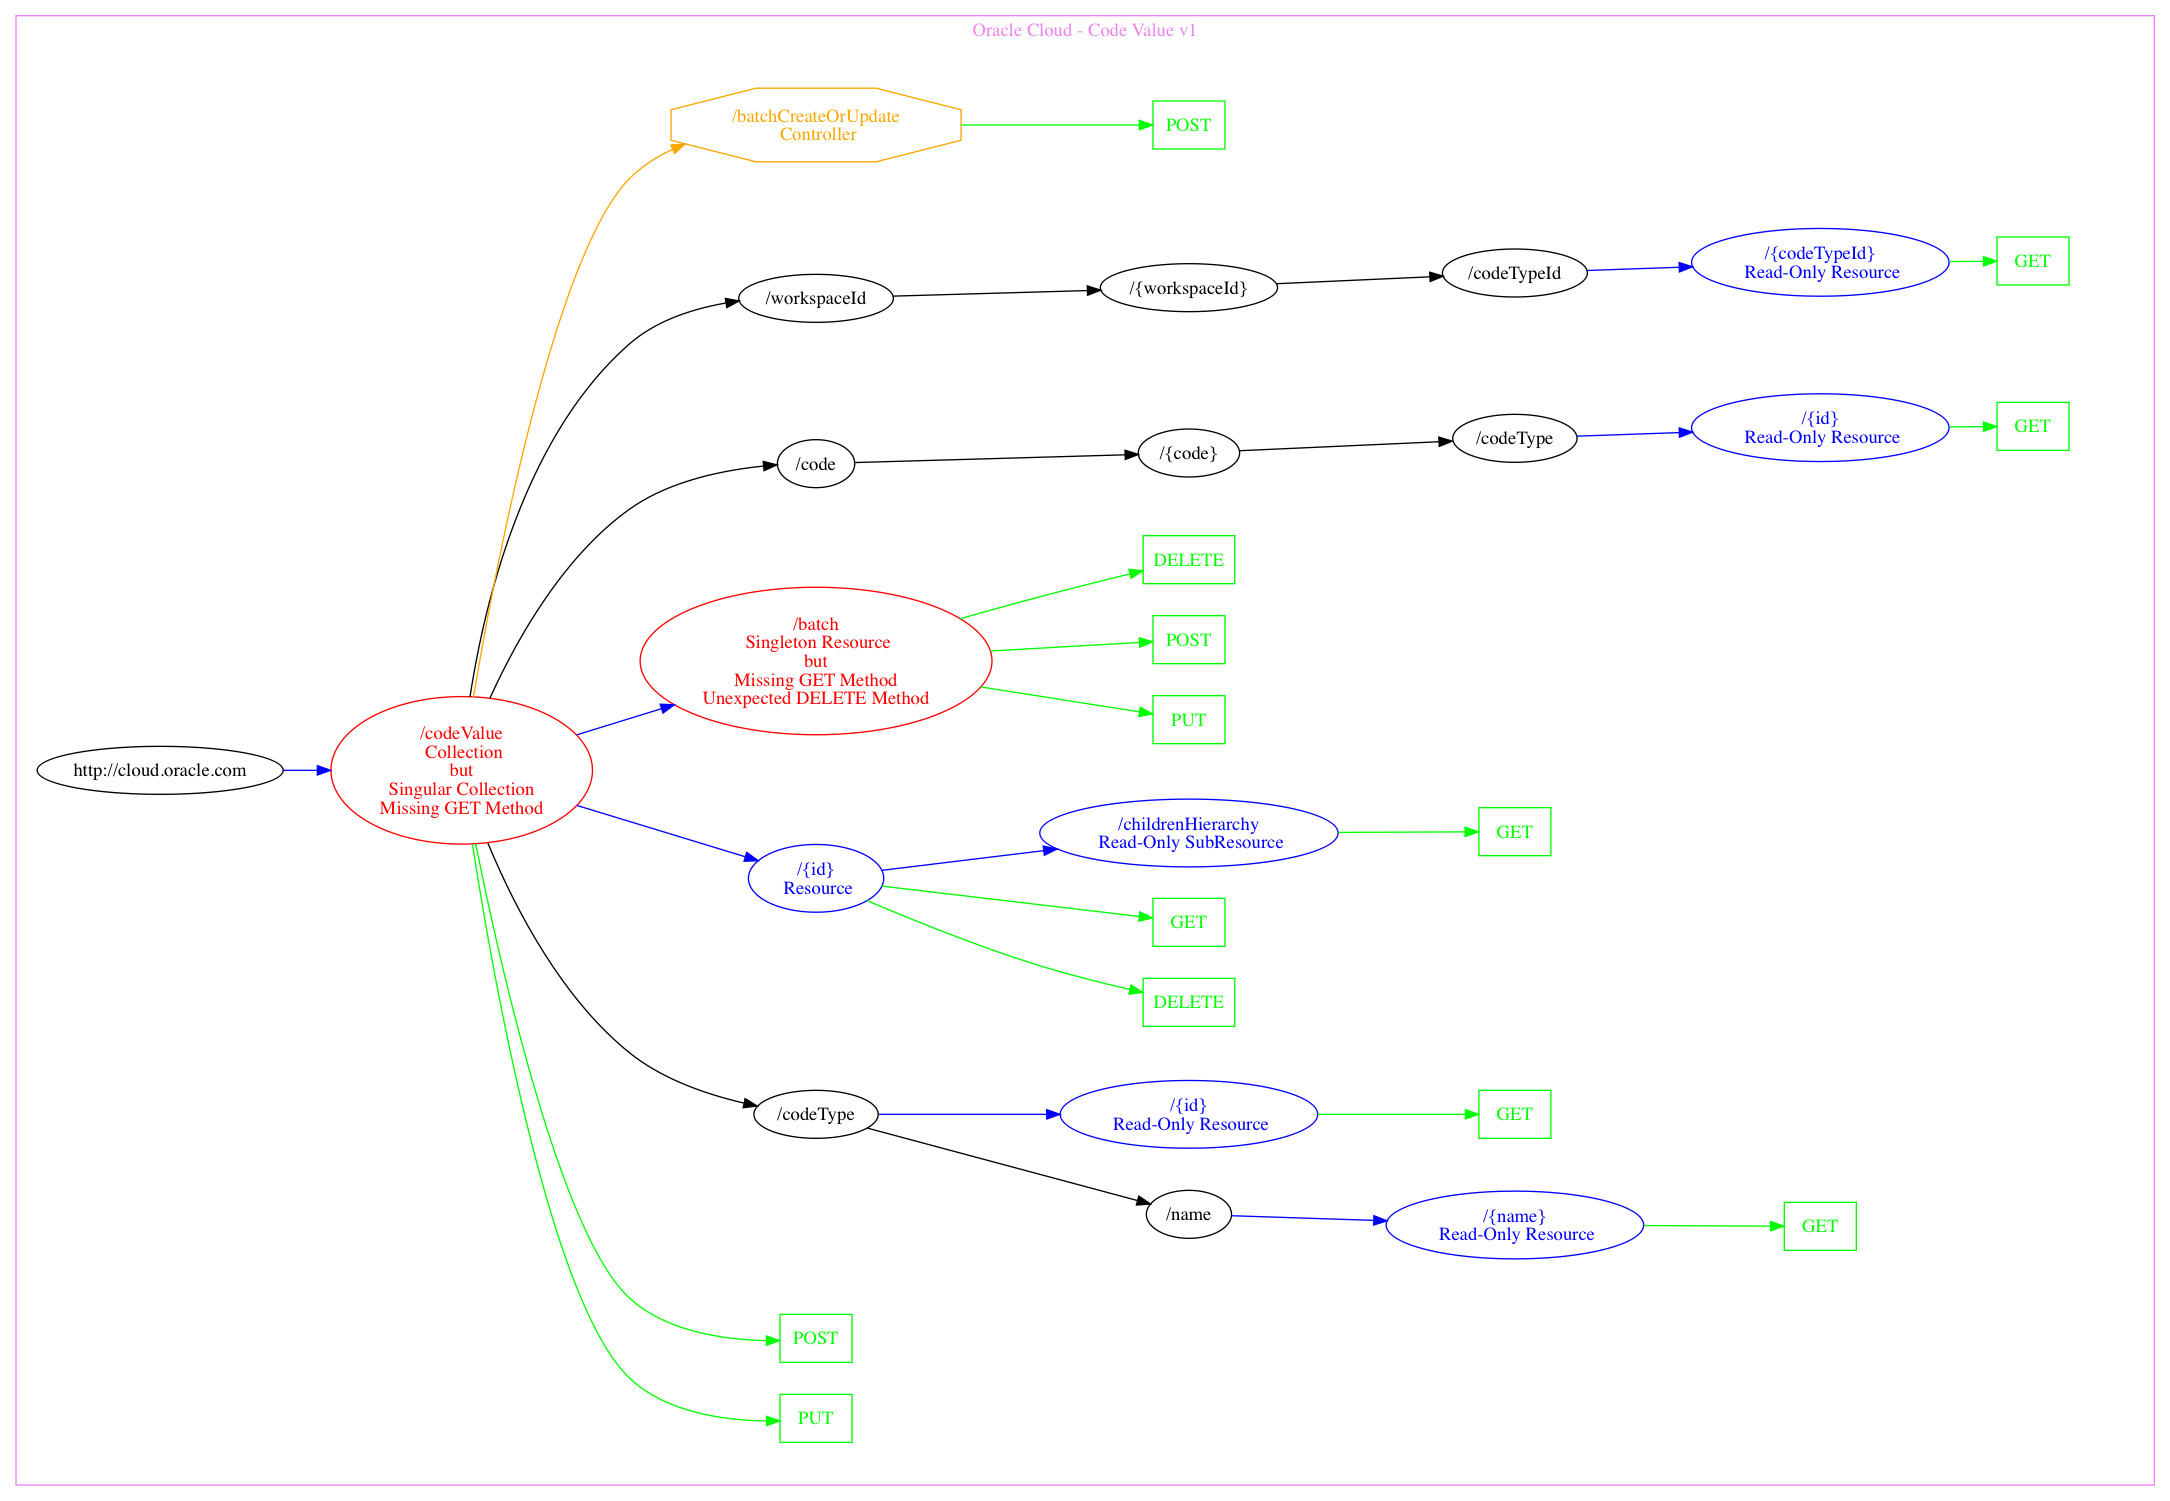 Oracle Cloud - Code Value v1
/batchCreateOrUpdate
Controller
POST
/workspaceId
/{workspaceId}
/codeTypeId
/{codeTypeId}
Read-Only Resource
GET
/code
/{code}
/codeType
/{id}
Read-Only Resource
GET
/batch
Singleton Resource
but
Missing GET Method
Unexpected DELETE Method
DELETE
POST
PUT
http://cloud.oracle.com
/codeValue
Collection
but
Singular Collection
Missing GET Method
/{id}
Resource
/childrenHierarchy
Read-Only SubResource
GET
GET
DELETE
/codeType
/{id}
Read-Only Resource
GET
/name
/{name}
Read-Only Resource
GET
POST
PUT